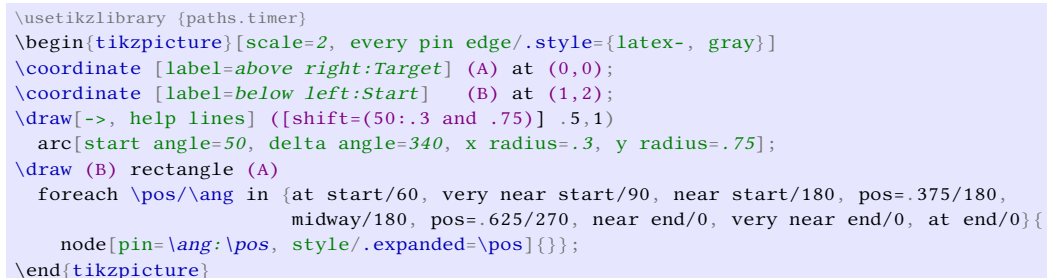 \usetikzlibrary {paths.timer}
\begin{tikzpicture}[scale=2, every pin edge/.style={latex-, gray}]
\coordinate [label=above right:Target] (A) at (0,0);
\coordinate [label=below left:Start]   (B) at (1,2);
\draw[->, help lines] ([shift=(50:.3 and .75)] .5,1)
  arc[start angle=50, delta angle=340, x radius=.3, y radius=.75];
\draw (B) rectangle (A)
  foreach \pos/\ang in {at start/60, very near start/90, near start/180, pos=.375/180,
                        midway/180, pos=.625/270, near end/0, very near end/0, at end/0}{
    node[pin=\ang:\pos, style/.expanded=\pos]{}};
\end{tikzpicture}